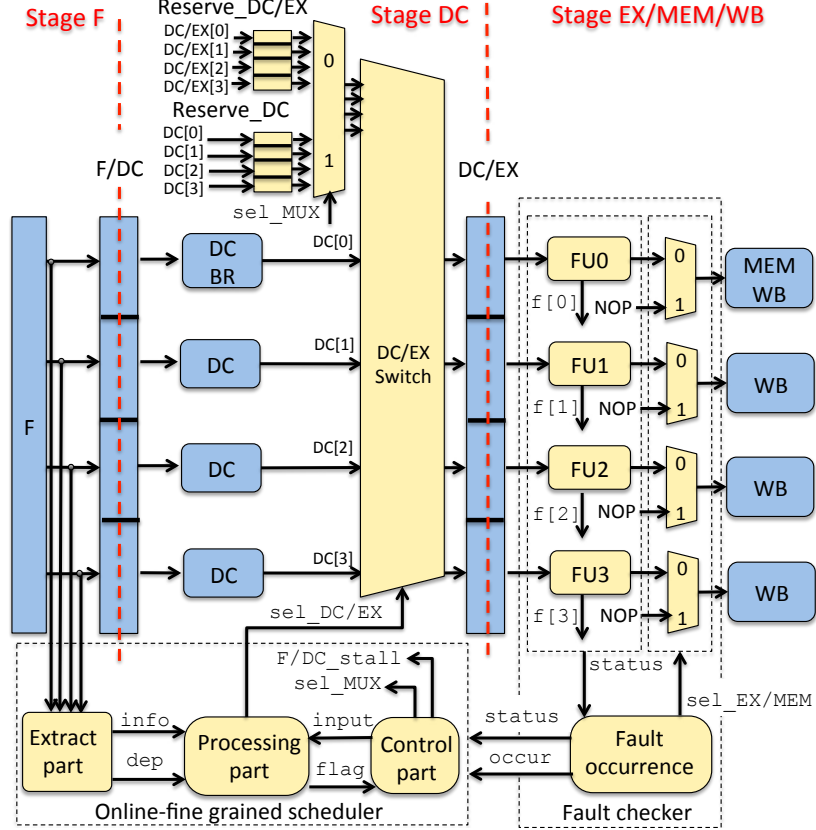 Stage F
Reserve_DC/EX
Stage DC
Stage EX/MEM/WB
DC/EX[0]
DC/EX[1]
DC/EX[2]
DC/EX[3]
0
Reserve_DC
DC[0]
DC[1]
DC[2]
DC[3]
1
F/DC
DC/EX
sel_MUX
F
DC
BR
DC[0]
DC/EX
Switch
FU0
f[0]
NOP
0
1
MEM
WB
DC
DC[1]
FU1
f[1]
NOP
0
1
WB
DC
DC[2]
FU2
f[2]
NOP
0
1
WB
DC
DC[3]
FU3
f[3]
NOP
0
1
WB
sel_DC/EX
F/DC_stall
sel_MUX
status
sel_EX/MEM
Extract
part
info
dep
Processing
part
input
flag
Control
part
status
occur
Fault
occurrence
Online-fine grained scheduler
Fault checker